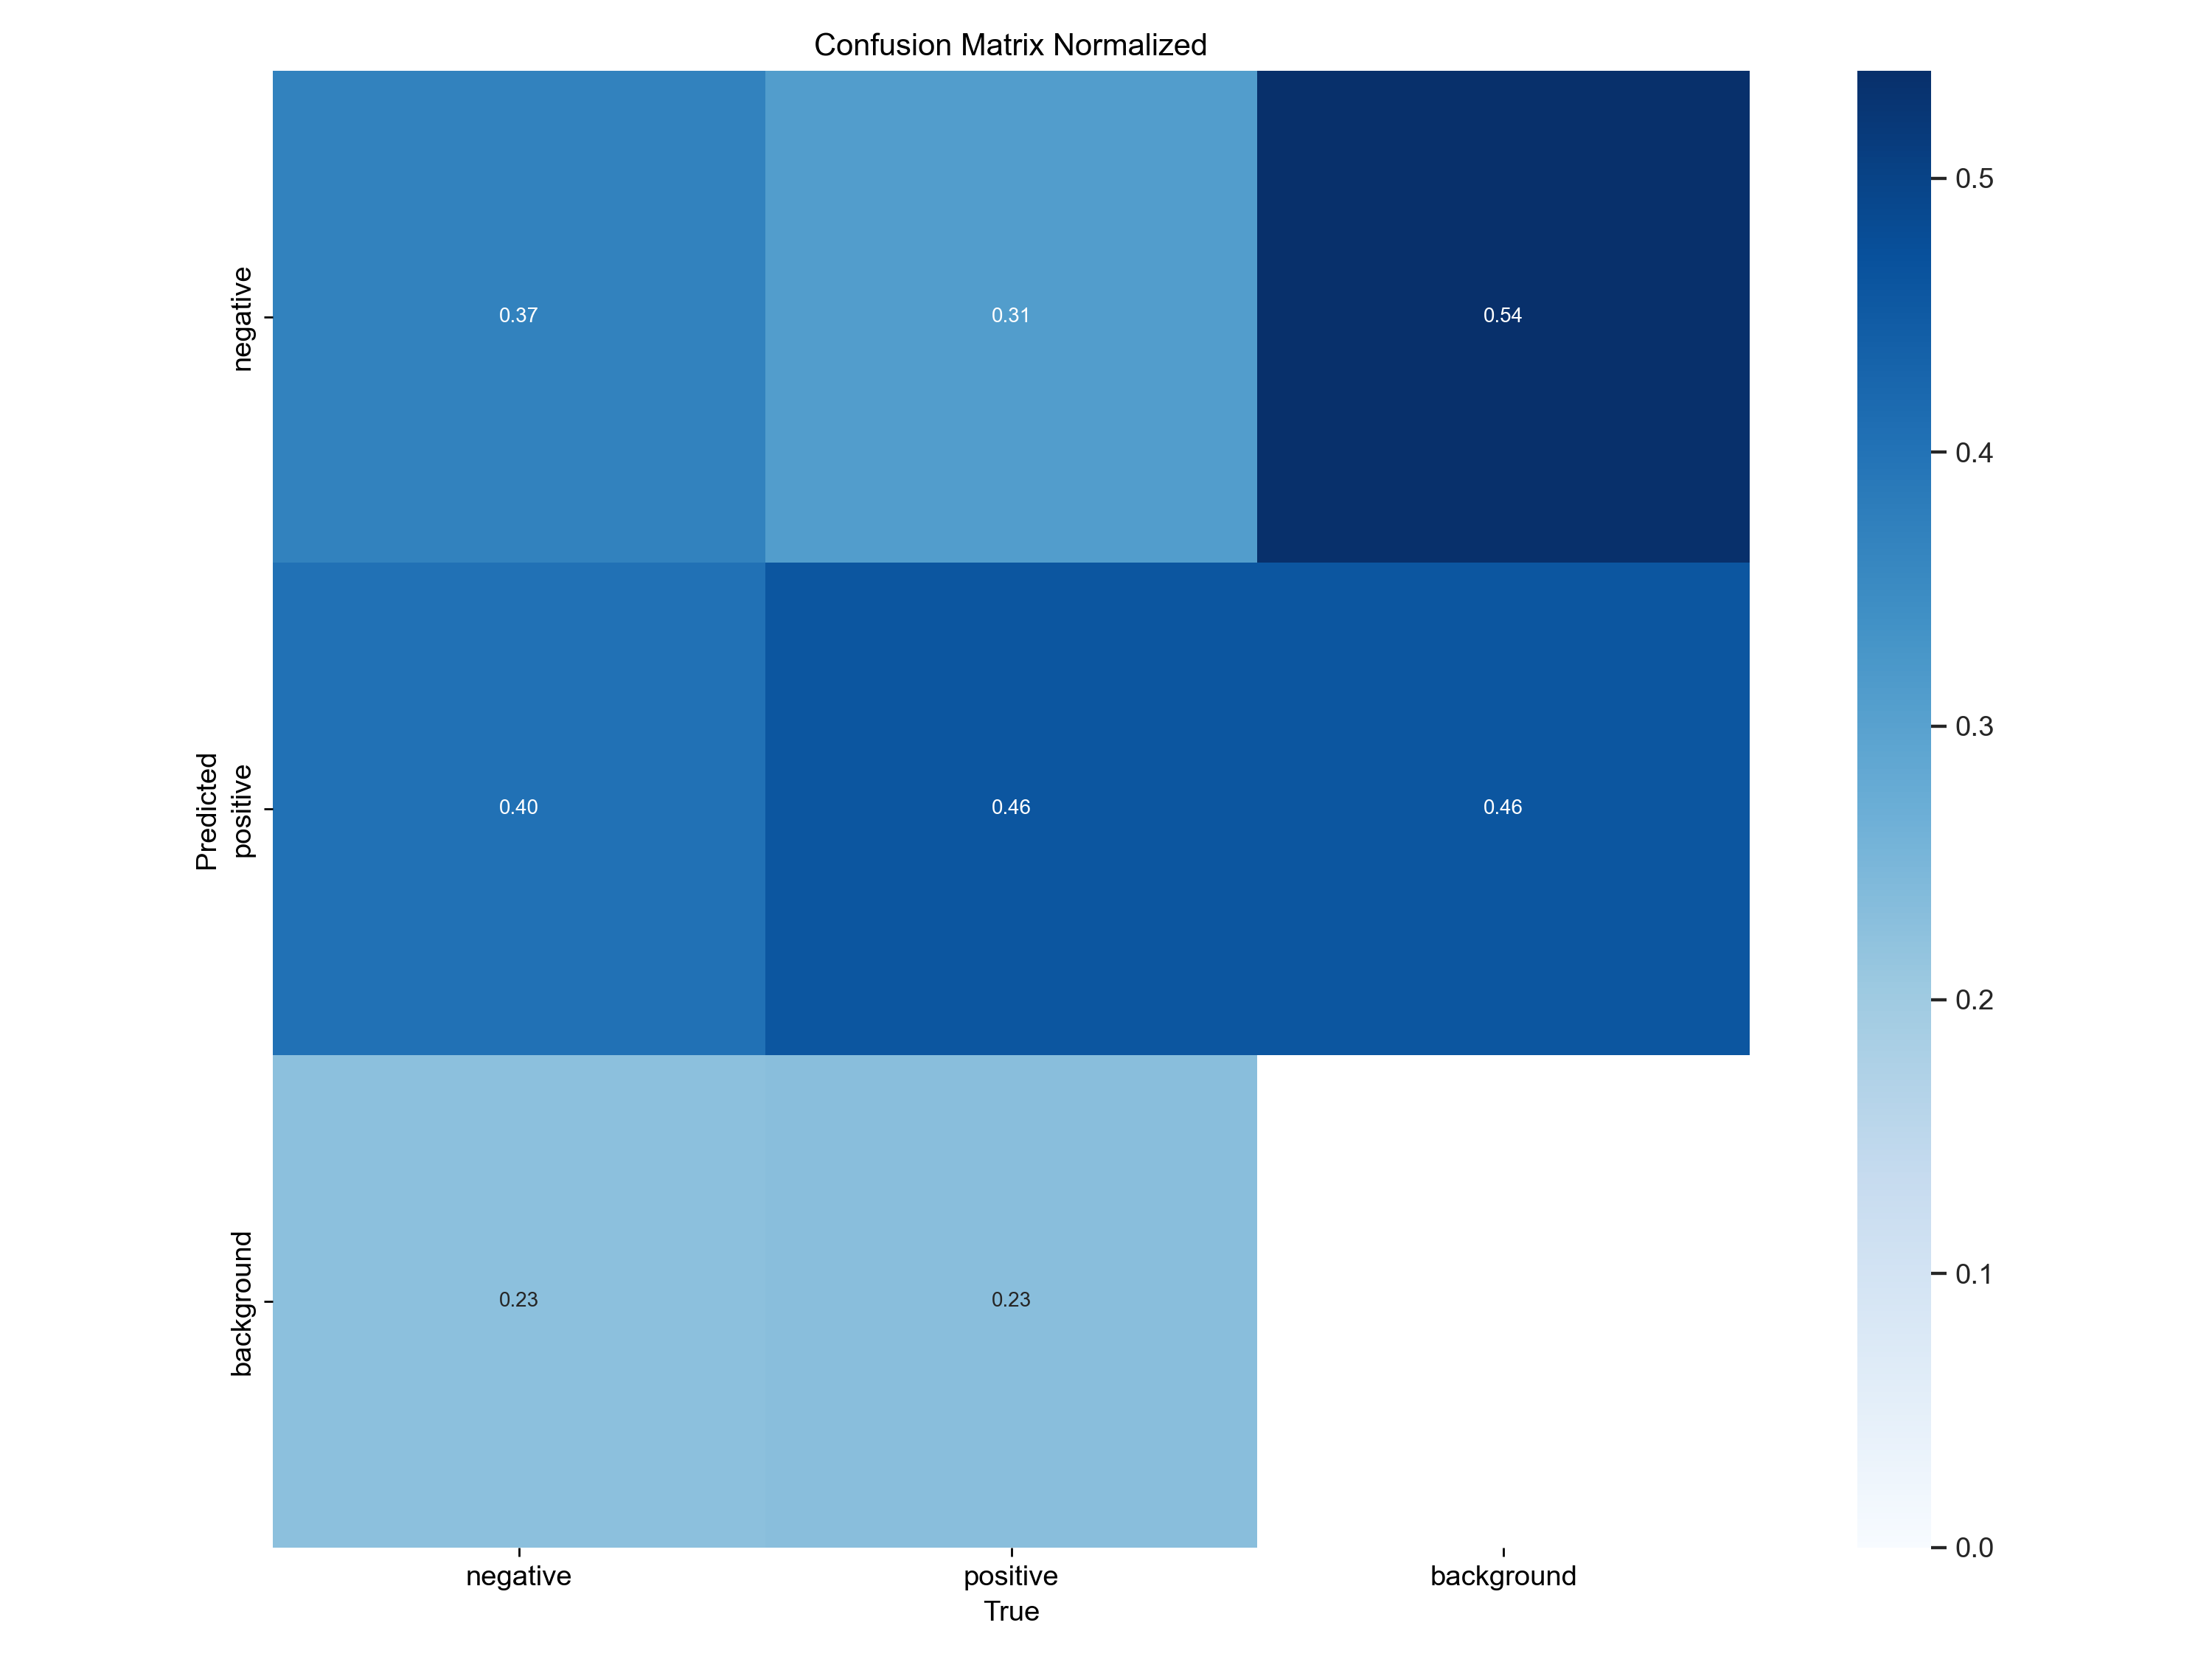 Confusion Matrix Normalized
negative
0.37
0.31
0.54
0.5
0.4
0.3
Predicted
positive
0.40
0.46
0.46
0.2
background
0.23
0.23
0.1
0.0
negative
positive
background
True